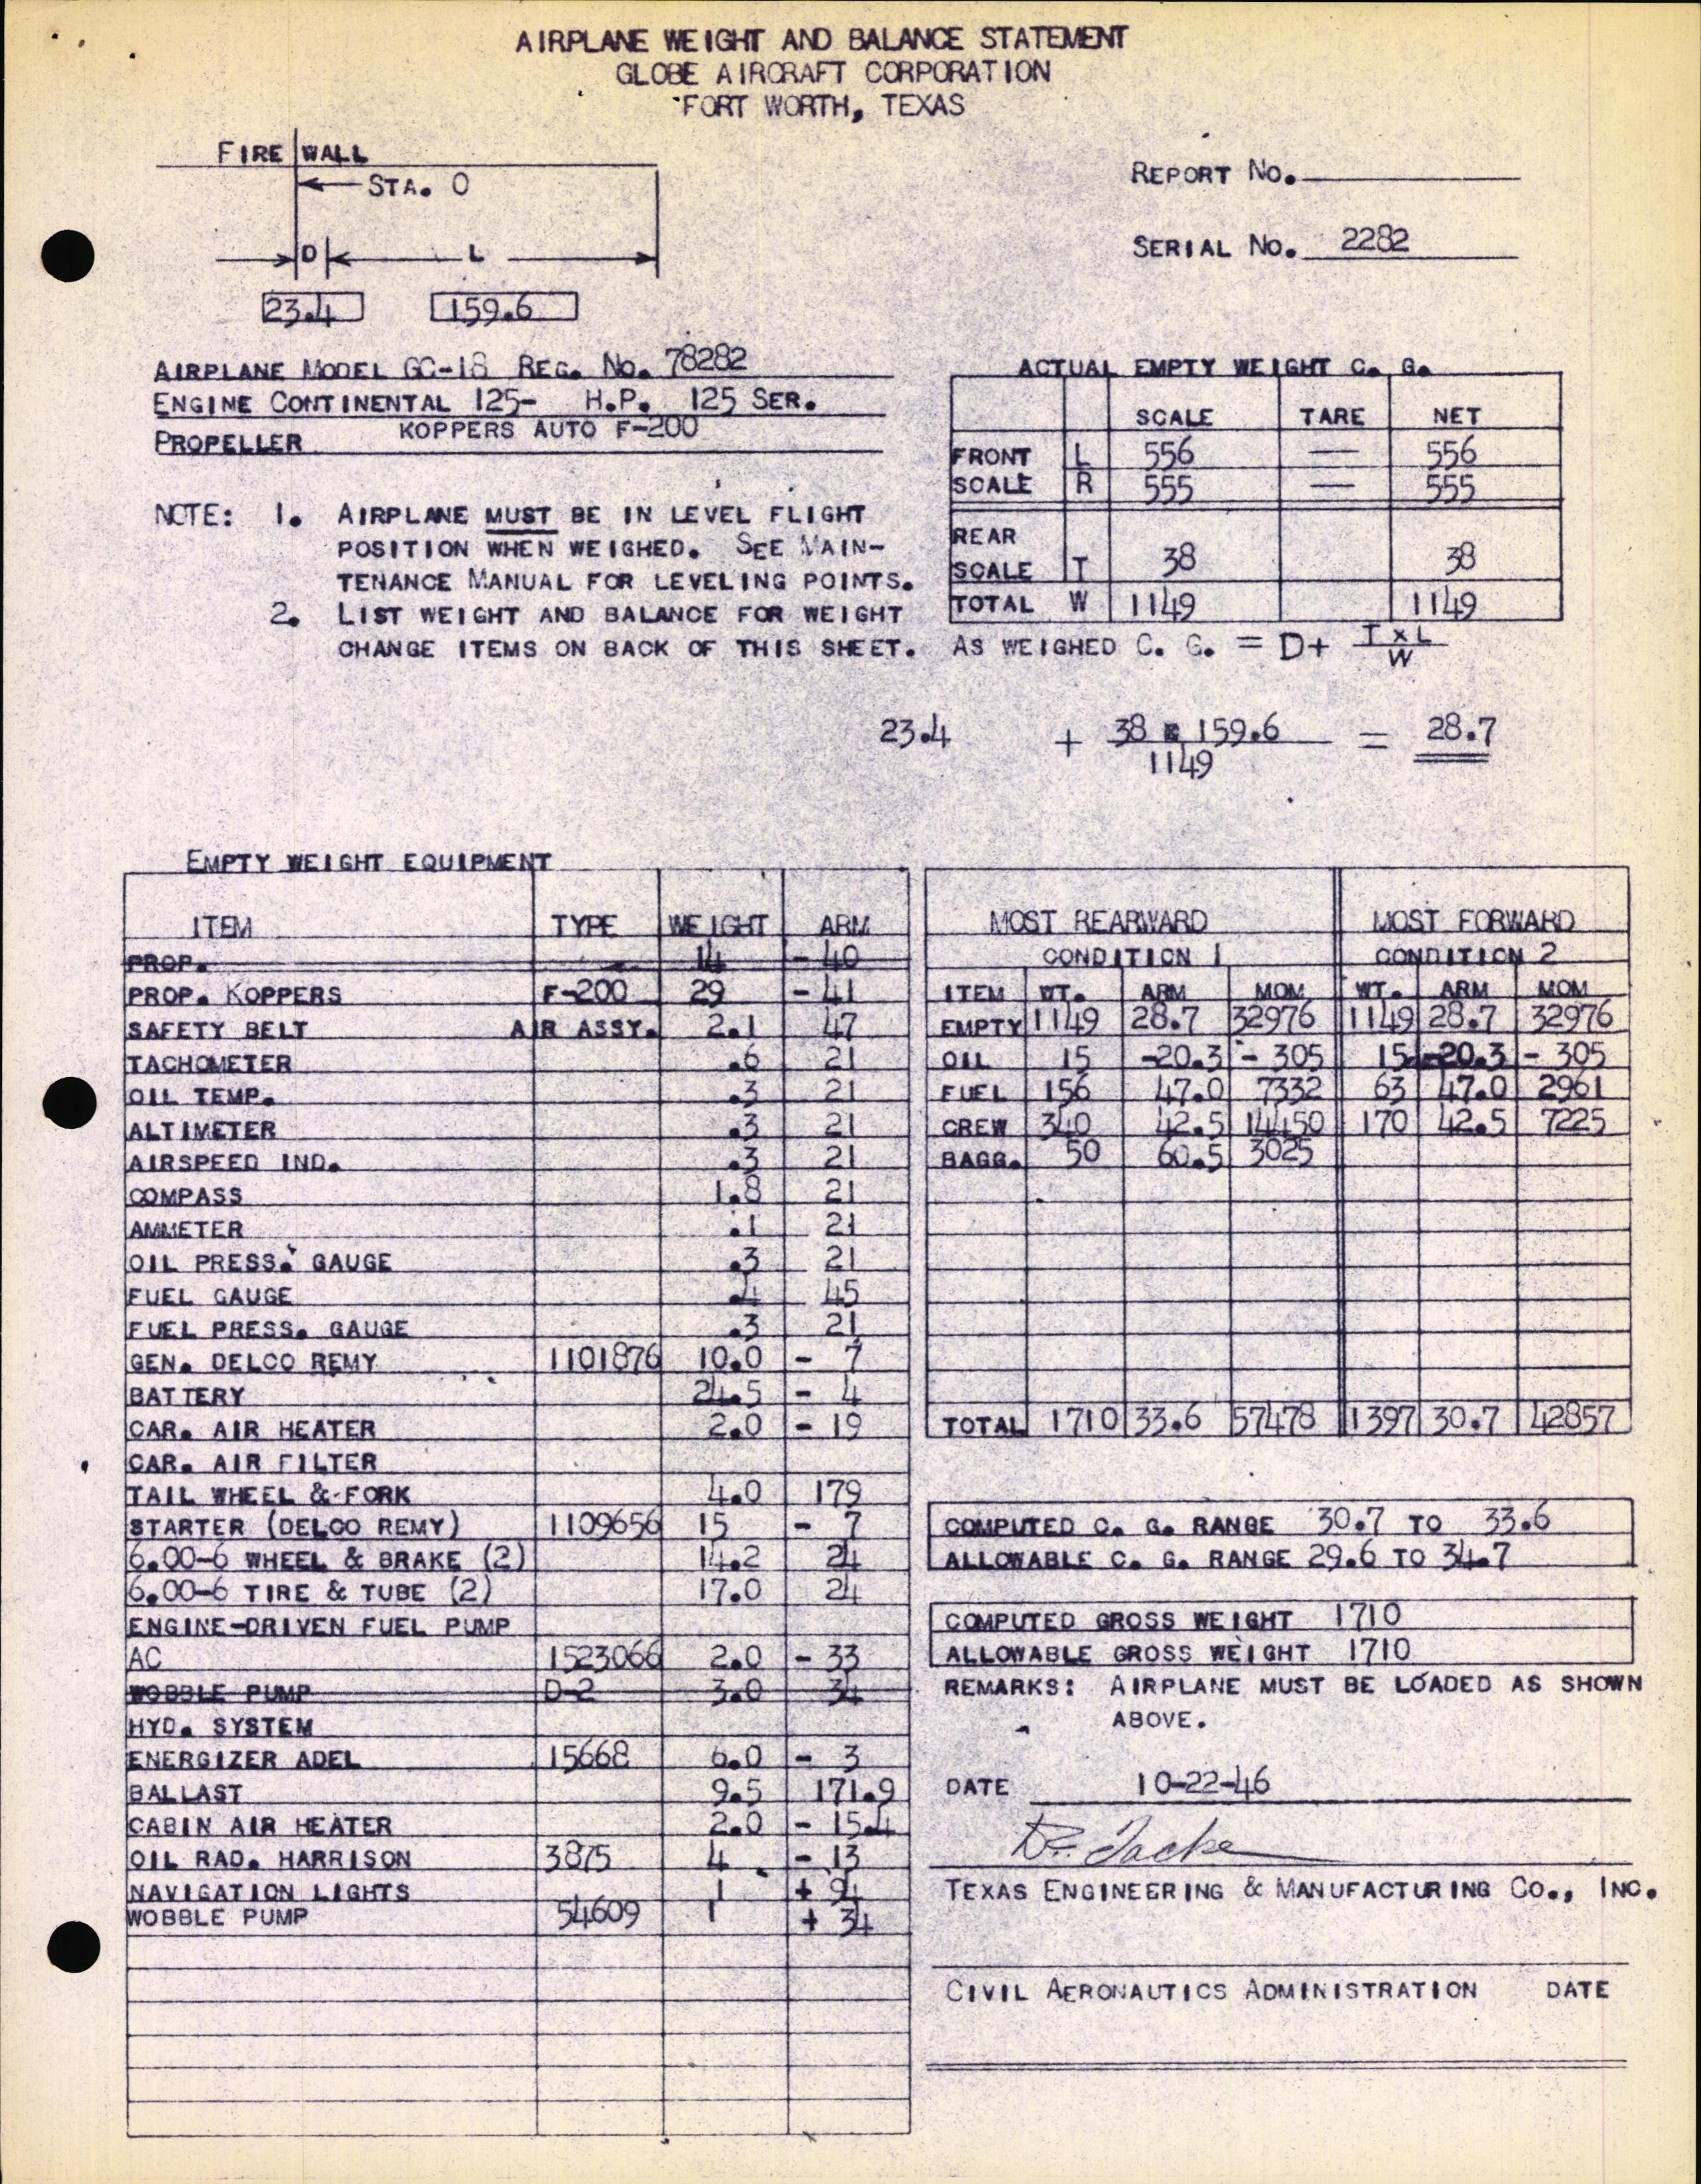 AIRPLANE WEIGHT AND BALANCE STATEMENT
GLOBE AIRCRAFT CORPORATION
FORT WORTH, TEXAS
FIRE WALL
STA. 0
D L
23.4 159.6
REPORT NO.
SERIAL NO. 2282
AIRPLANE MODEL GC-1B REG. NO. 78282
ENGINE CONTINENTAL 125- H.P. 125 SER.
PROPELLER KOPPERS AUTO F-200
NOTE: 1. AIRPLANE MUST BE IN LEVEL FLIGHT
POSITION WHEN WEIGHED. SEE MAIN-
TENANCE MANUAL FOR LEVELING POINTS.
2. LIST WEIGHT AND BALANCE FOR WEIGHT
CHANGE ITEMS ON BACK OF THIS SHEET.
ACTUAL EMPTY WEIGHT C. G.
SCALE TARE NET
FRONT L 556 — 556
SCALE R 555 — 555
REAR
SCALE T 38 38
TOTAL W 1149 1149
AS WEIGHED C. G. = D+ T x L
W
23.4 + 38 x 159.6 = 28.7
1149
EMPTY WEIGHT EQUIPMENT
ITEM TYPE WEIGHT ARM
PROP. 14 - 40
PROP. KOPPERS F-200 29 - 41
SAFETY BELT AIR ASSY. 2.1 47
TACHOMETER .6 21
OIL TEMP. .3 21
ALTIMETER .3 21
AIRSPEED IND. .3 21
COMPASS 1.8 21
AMMETER .1 21
OIL PRESS. GAUGE .3 21
FUEL GAUGE .4 45
FUEL PRESS. GAUGE .3 21
GEN. DELCO REMY 1101876 10.0 - 7
BATTERY 24.5 - 4
CAR. AIR HEATER 2.0 - 19
CAR. AIR FILTER
TAIL WHEEL & FORK 4.0 179
STARTER (DELCO REMY) 1109656 15 - 7
6.00-6 WHEEL & BRAKE (2) 14.2 24
6.00-6 TIRE & TUBE (2) 17.0 24
ENGINE-DRIVEN FUEL PUMP
AC 1523066 2.0 - 33
WOBBLE PUMP D-2 3.0 34
HYD. SYSTEM
ENERGIZER ADEL 15668 6.0 - 3
BALLAST 9.5 171.9
CABIN AIR HEATER 2.0 - 15.4
OIL RAD. HARRISON 3875 4 - 13
NAVIGATION LIGHTS 1 + 94
WOBBLE PUMP 54609 1 + 34
MOST REARWARD MOST FORWARD
CONDITION 1 CONDITION 2
ITEM WT. ARM MOM WT. ARM MOM
EMPTY 1149 28.7 32976 1149 28.7 32976
OIL 15 -20.3 - 305 15 -20.3 - 305
FUEL 156 47.0 7332 63 47.0 2961
CREW 340 42.5 14450 170 42.5 7225
BAGG. 50 60.5 3025
TOTAL 1710 33.6 57478 1397 30.7 42857
COMPUTED C. G. RANGE 30.7 TO 33.6
ALLOWABLE C. G. RANGE 29.6 TO 34.7
COMPUTED GROSS WEIGHT 1710
ALLOWABLE GROSS WEIGHT 1710
REMARKS: AIRPLANE MUST BE LOADED AS SHOWN
ABOVE.
DATE 10-22-46
TEXAS ENGINEERING & MANUFACTURING CO., INC.
CIVIL AERONAUTICS ADMINISTRATION DATE